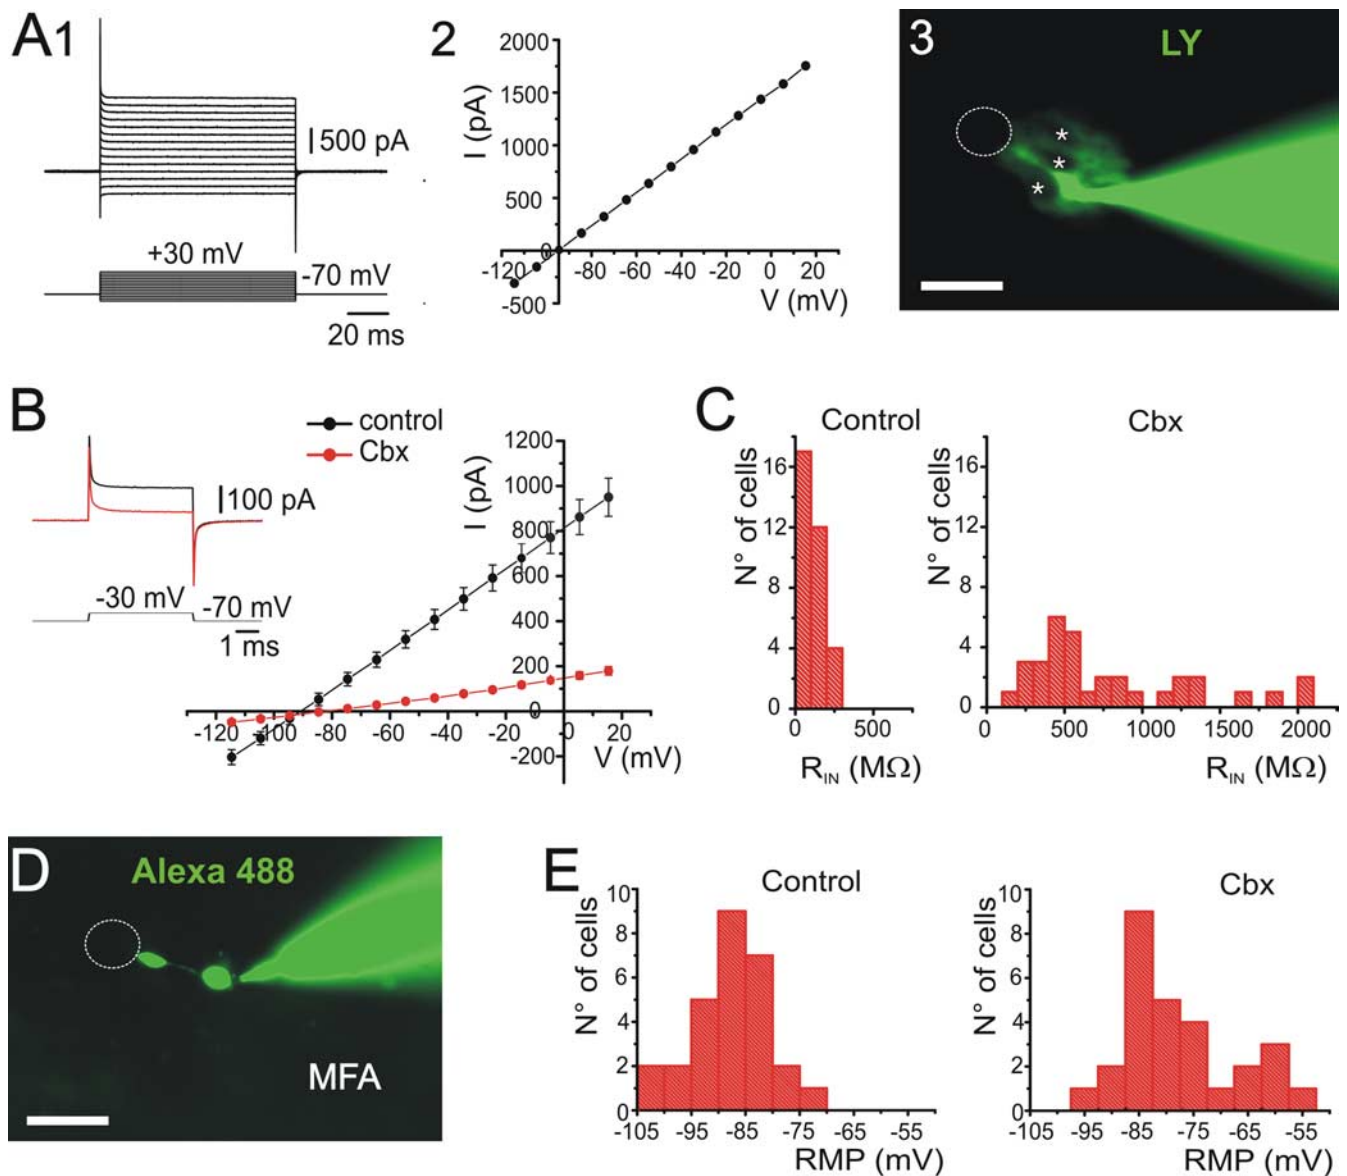 A1
500 pA
+30 mV
-70 mV
20 ms
2
I (pA)
2000
1500
1000
500
0
-500
-120
-80
-60
-40
-20
0
20
V (mV)
3
LY
*
*
*
B
control
Cbx
100 pA
-30 mV
-70 mV
1 ms
I (pA)
1200
1000
800
600
400
200
0
-200
-120
-100
-80
-60
-40
-20
0
20
V (mV)
C
Control
N° of cells
16
12
8
4
0
0
500
RIN (MΩ)
Cbx
N° of cells
16
12
8
4
0
0
500
1000
1500
2000
RIN (MΩ)
D
Alexa 488
MFA
E
Control
N° of cells
10
8
6
4
2
0
-105
-95
-85
-75
-65
-55
RMP (mV)
Cbx
N° of cells
10
8
6
4
2
0
-105
-95
-85
-75
-65
-55
RMP (mV)